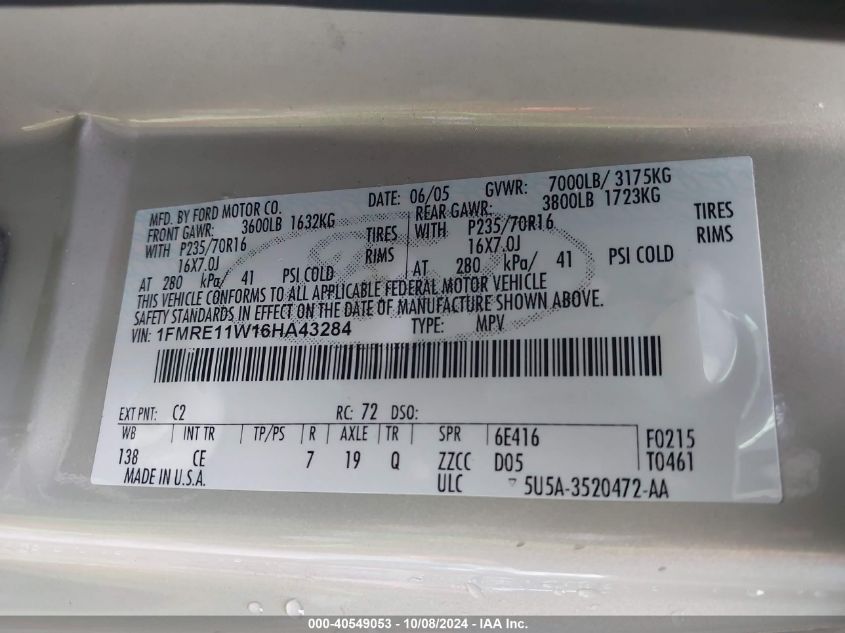 MFD. BY FORD MOTOR CO. DATE: 06/05 GVWR: 7000LB/ 3175KG
FRONT GAWR: 3600LB 1632KG REAR GAWR: 3800LB 1723KG
WITH P235/70R16 TIRES WITH P235/70R16 TIRES
16X7.0J RIMS 16X7.0J RIMS
AT 280 kPa/ 41 PSI COLD AT 280 kPa/ 41 PSI COLD
THIS VEHICLE CONFORMS TO ALL APPLICABLE FEDERAL MOTOR VEHICLE
SAFETY STANDARDS IN EFFECT ON THE DATE OF MANUFACTURE SHOWN ABOVE.
VIN: 1FMRE11W16HA43284 TYPE: MPV
EXT PNT: C2 RC: 72 DSO:
WB INT TR TP/PS R AXLE TR SPR 6E416 F0215
138 CE 7 19 Q ZZCC D05 T0461
MADE IN U.S.A. ULC 5U5A-3520472-AA
000-40549053 - 10/08/2024 - IAA Inc.